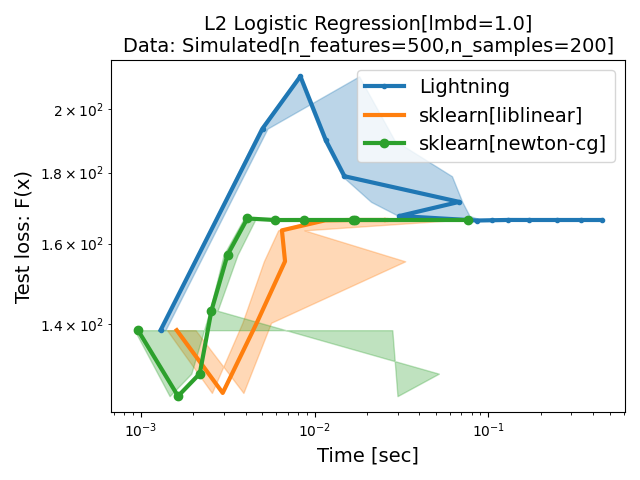 L2 Logistic Regression[lmbd=1.0]
Data: Simulated[n_features=500,n_samples=200]
Test loss: F(x)
2 × 10²
1.8 × 10²
1.6 × 10²
1.4 × 10²
Lightning
sklearn[liblinear]
sklearn[newton-cg]
10⁻³ 10⁻² 10⁻¹
Time [sec]